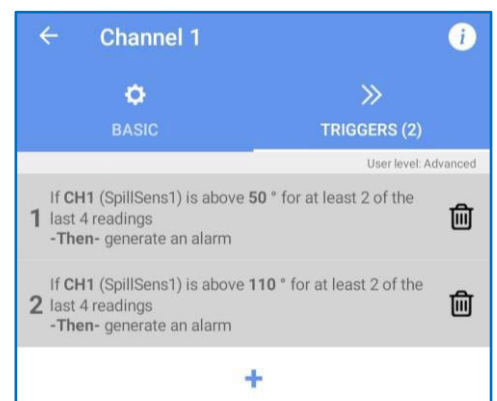 Channel 1
i
BASIC
TRIGGERS (2)
User level: Advanced
1
If CH1 (SpillSens1) is above 50 ° for at least 2 of the
last 4 readings
-Then- generate an alarm
2
If CH1 (SpillSens1) is above 110 ° for at least 2 of the
last 4 readings
-Then- generate an alarm
+